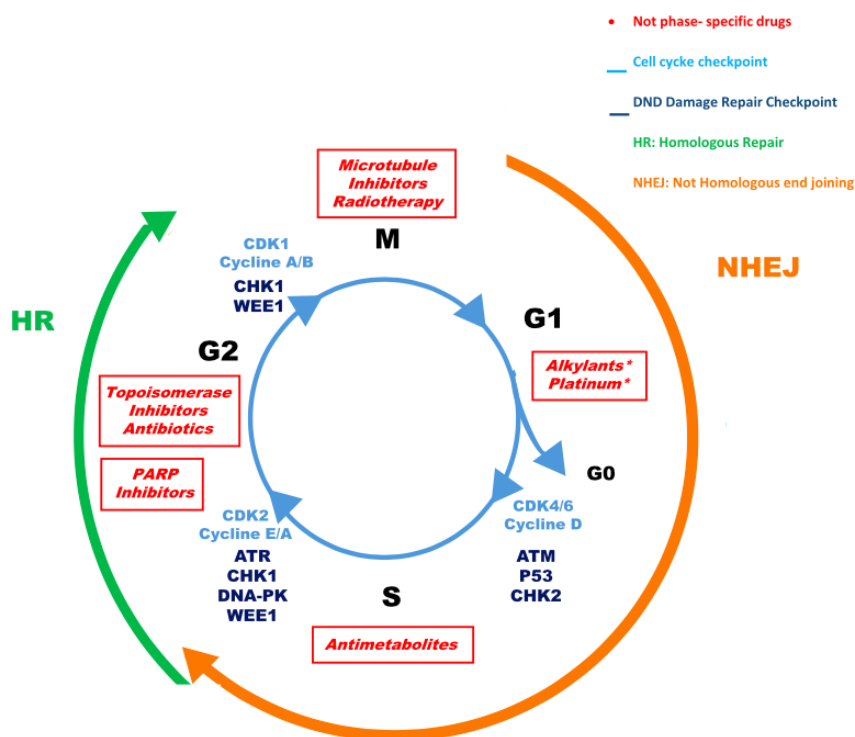 Not phase- specific drugs
Cell cycke checkpoint
DND Damage Repair Checkpoint
HR: Homologous Repair
NHEJ: Not Homologous end joining
Microtubule
Inhibitors
Radiotherapy
M
CDK1
Cycline A/B
CHK1
WEE1
NHEJ
HR
G1
G2
Alkylants*
Platinum*
Topoisomerase
Inhibitors
Antibiotics
PARP
Inhibitors
G0
CDK4/6
Cycline D
ATM
P53
CHK2
CDK2
Cycline E/A
ATR
CHK1
DNA-PK
WEE1
S
Antimetabolites